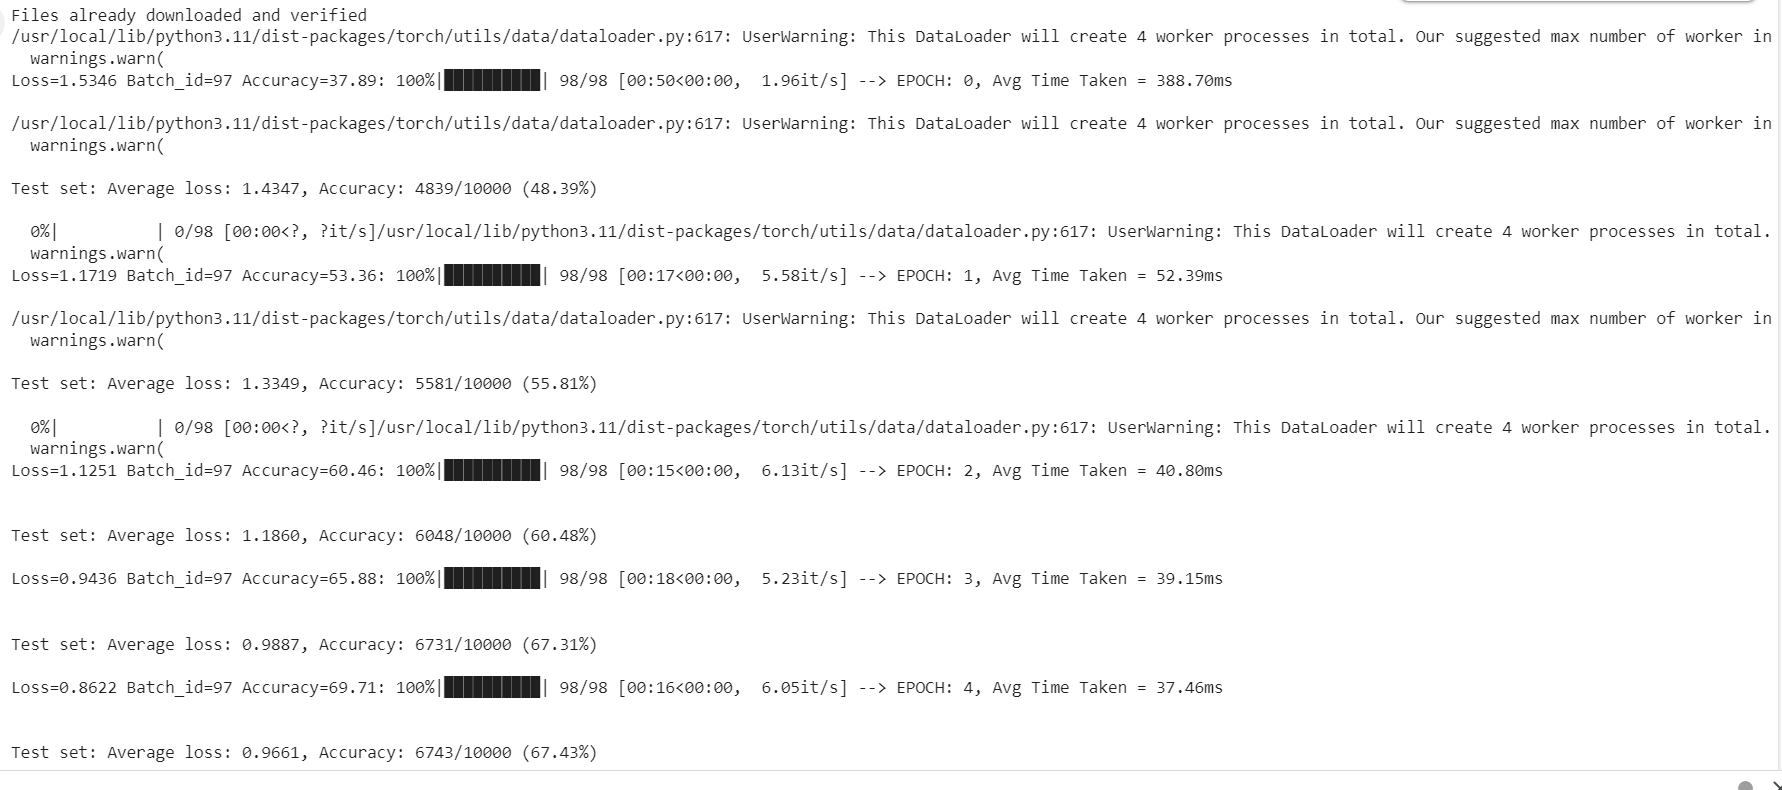 Files already downloaded and verified
/usr/local/lib/python3.11/dist-packages/torch/utils/data/dataloader.py:617: UserWarning: This DataLoader will create 4 worker processes in total. Our suggested max number of worker in
  warnings.warn(
Loss=1.5346 Batch_id=97 Accuracy=37.89: 100%|██████████| 98/98 [00:50<00:00,  1.96it/s] --> EPOCH: 0, Avg Time Taken = 388.70ms
/usr/local/lib/python3.11/dist-packages/torch/utils/data/dataloader.py:617: UserWarning: This DataLoader will create 4 worker processes in total. Our suggested max number of worker in
  warnings.warn(
Test set: Average loss: 1.4347, Accuracy: 4839/10000 (48.39%)
  0%|          | 0/98 [00:00<?, ?it/s]/usr/local/lib/python3.11/dist-packages/torch/utils/data/dataloader.py:617: UserWarning: This DataLoader will create 4 worker processes in total.
  warnings.warn(
Loss=1.1719 Batch_id=97 Accuracy=53.36: 100%|██████████| 98/98 [00:17<00:00,  5.58it/s] --> EPOCH: 1, Avg Time Taken = 52.39ms
/usr/local/lib/python3.11/dist-packages/torch/utils/data/dataloader.py:617: UserWarning: This DataLoader will create 4 worker processes in total. Our suggested max number of worker in
  warnings.warn(
Test set: Average loss: 1.3349, Accuracy: 5581/10000 (55.81%)
  0%|          | 0/98 [00:00<?, ?it/s]/usr/local/lib/python3.11/dist-packages/torch/utils/data/dataloader.py:617: UserWarning: This DataLoader will create 4 worker processes in total.
  warnings.warn(
Loss=1.1251 Batch_id=97 Accuracy=60.46: 100%|██████████| 98/98 [00:15<00:00,  6.13it/s] --> EPOCH: 2, Avg Time Taken = 40.80ms
Test set: Average loss: 1.1860, Accuracy: 6048/10000 (60.48%)
Loss=0.9436 Batch_id=97 Accuracy=65.88: 100%|██████████| 98/98 [00:18<00:00,  5.23it/s] --> EPOCH: 3, Avg Time Taken = 39.15ms
Test set: Average loss: 0.9887, Accuracy: 6731/10000 (67.31%)
Loss=0.8622 Batch_id=97 Accuracy=69.71: 100%|██████████| 98/98 [00:16<00:00,  6.05it/s] --> EPOCH: 4, Avg Time Taken = 37.46ms
Test set: Average loss: 0.9661, Accuracy: 6743/10000 (67.43%)